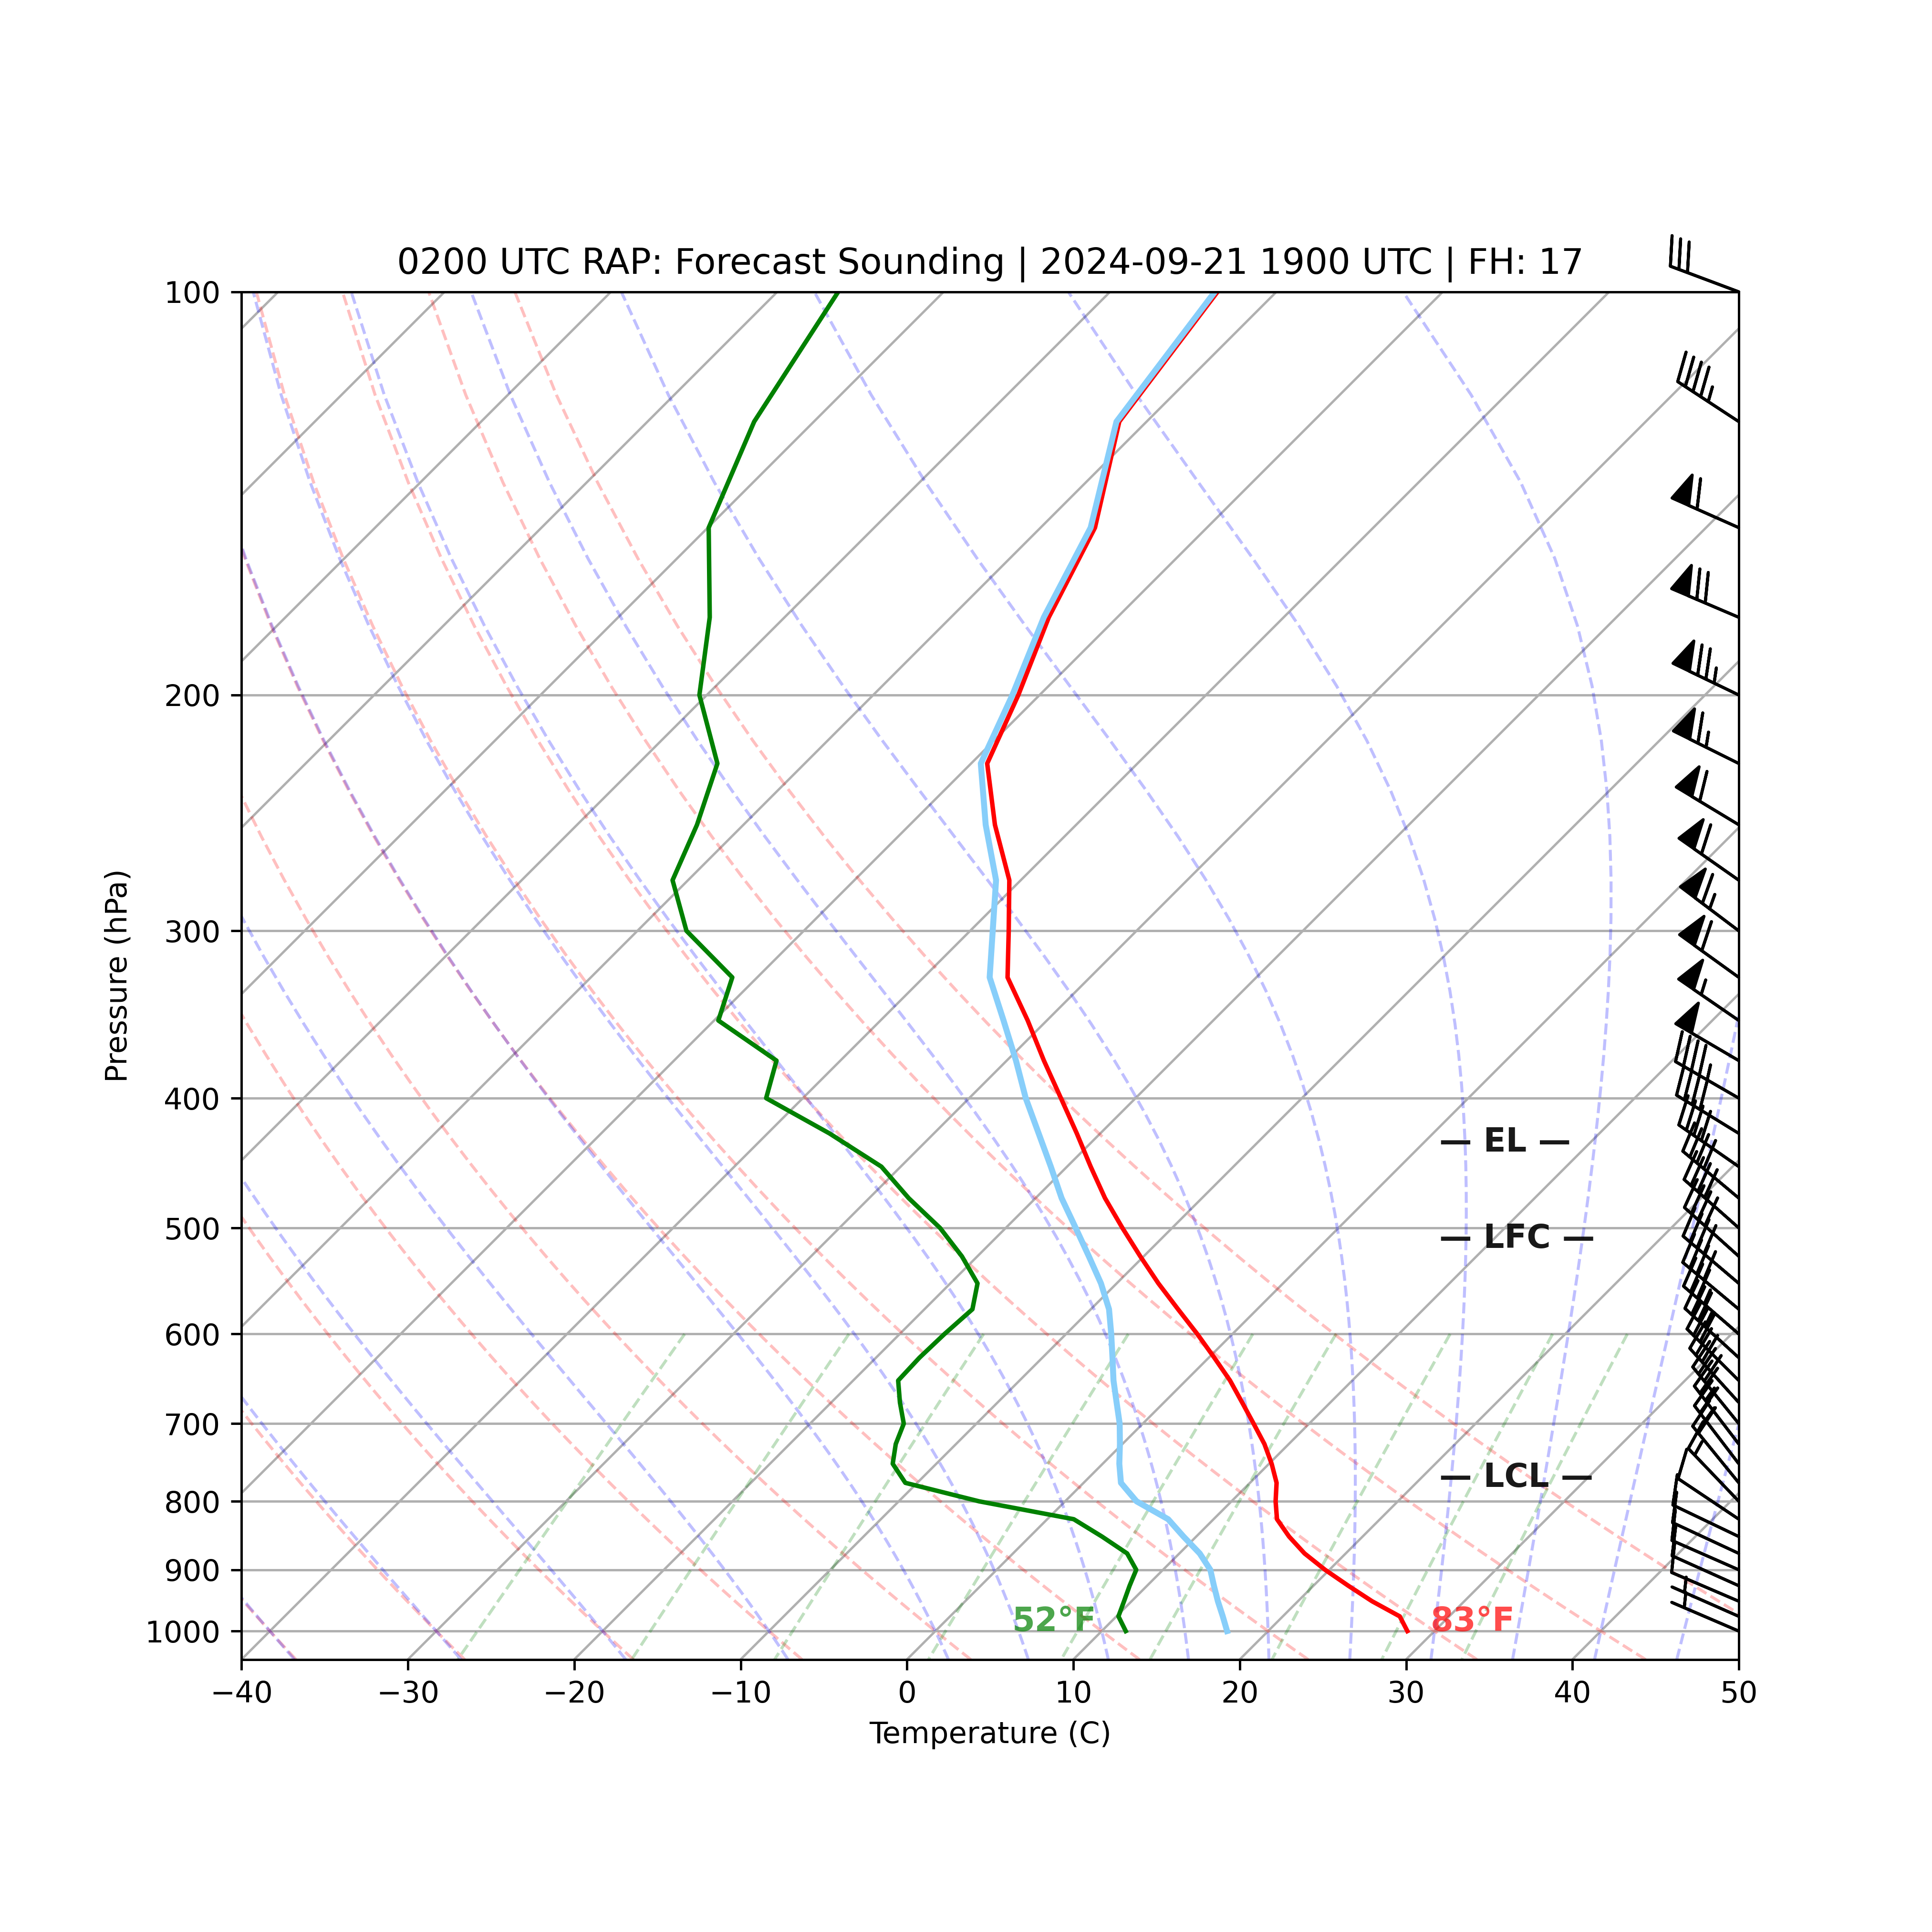 0200 UTC RAP: Forecast Sounding | 2024-09-21 1900 UTC | FH: 17
100
200
300
400
— EL —
500
— LFC —
600
700
— LCL —
800
900
52°F
83°F
1000
−40 −30 −20 −10 0 10 20 30 40 50
Temperature (C)
Pressure (hPa)